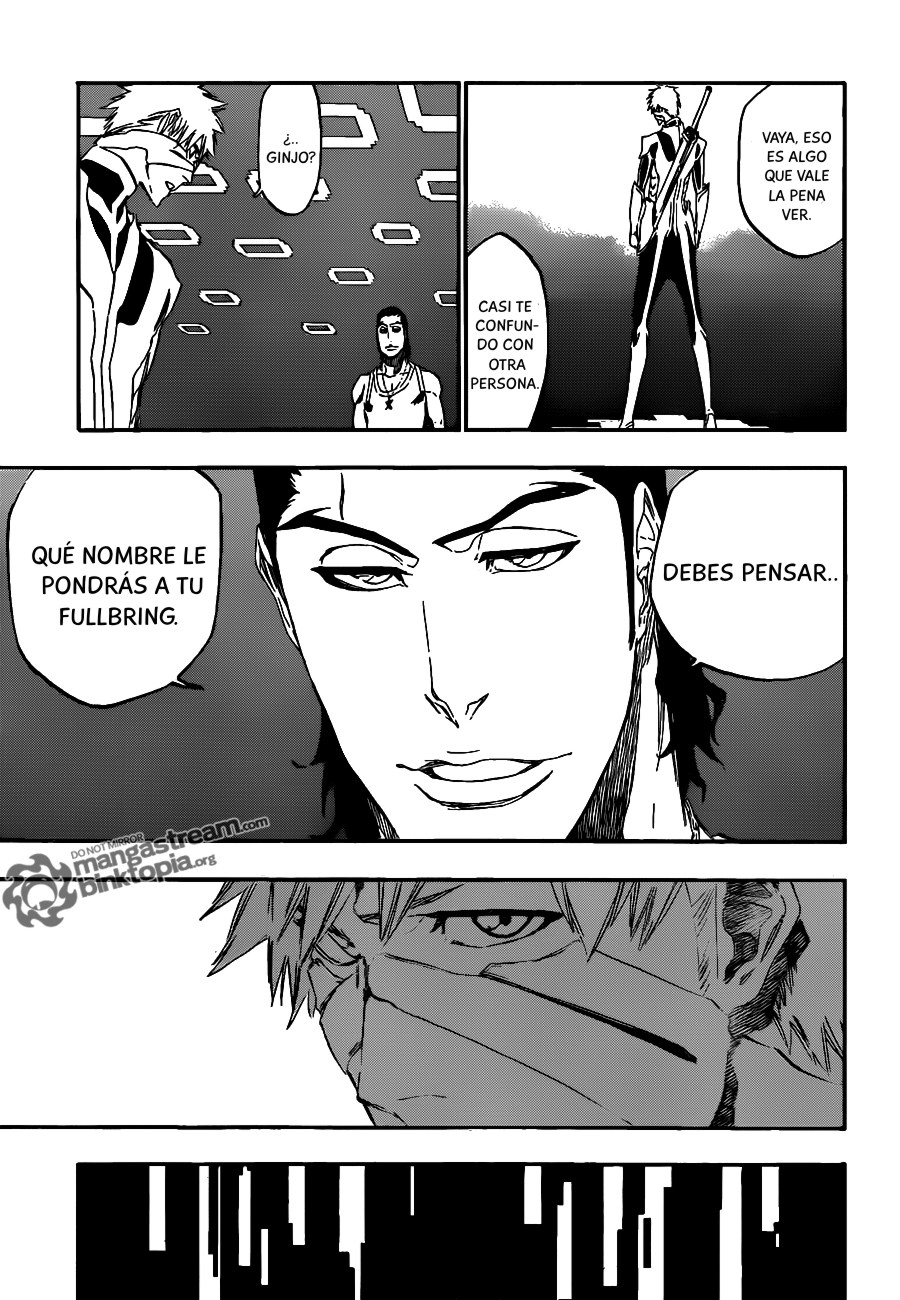 VAYA, ESO
ES ALGO
QUE VALE
LA PENA
VER.
CASI TE
CONFUN-
DO CON
OTRA
PERSONA.
¿..
GINJO?
DEBES PENSAR..
QUÉ NOMBRE LE
PONDRÁS A TU
FULLBRING.
DO NOT MIRROR
mangastream.com
binktopia.org